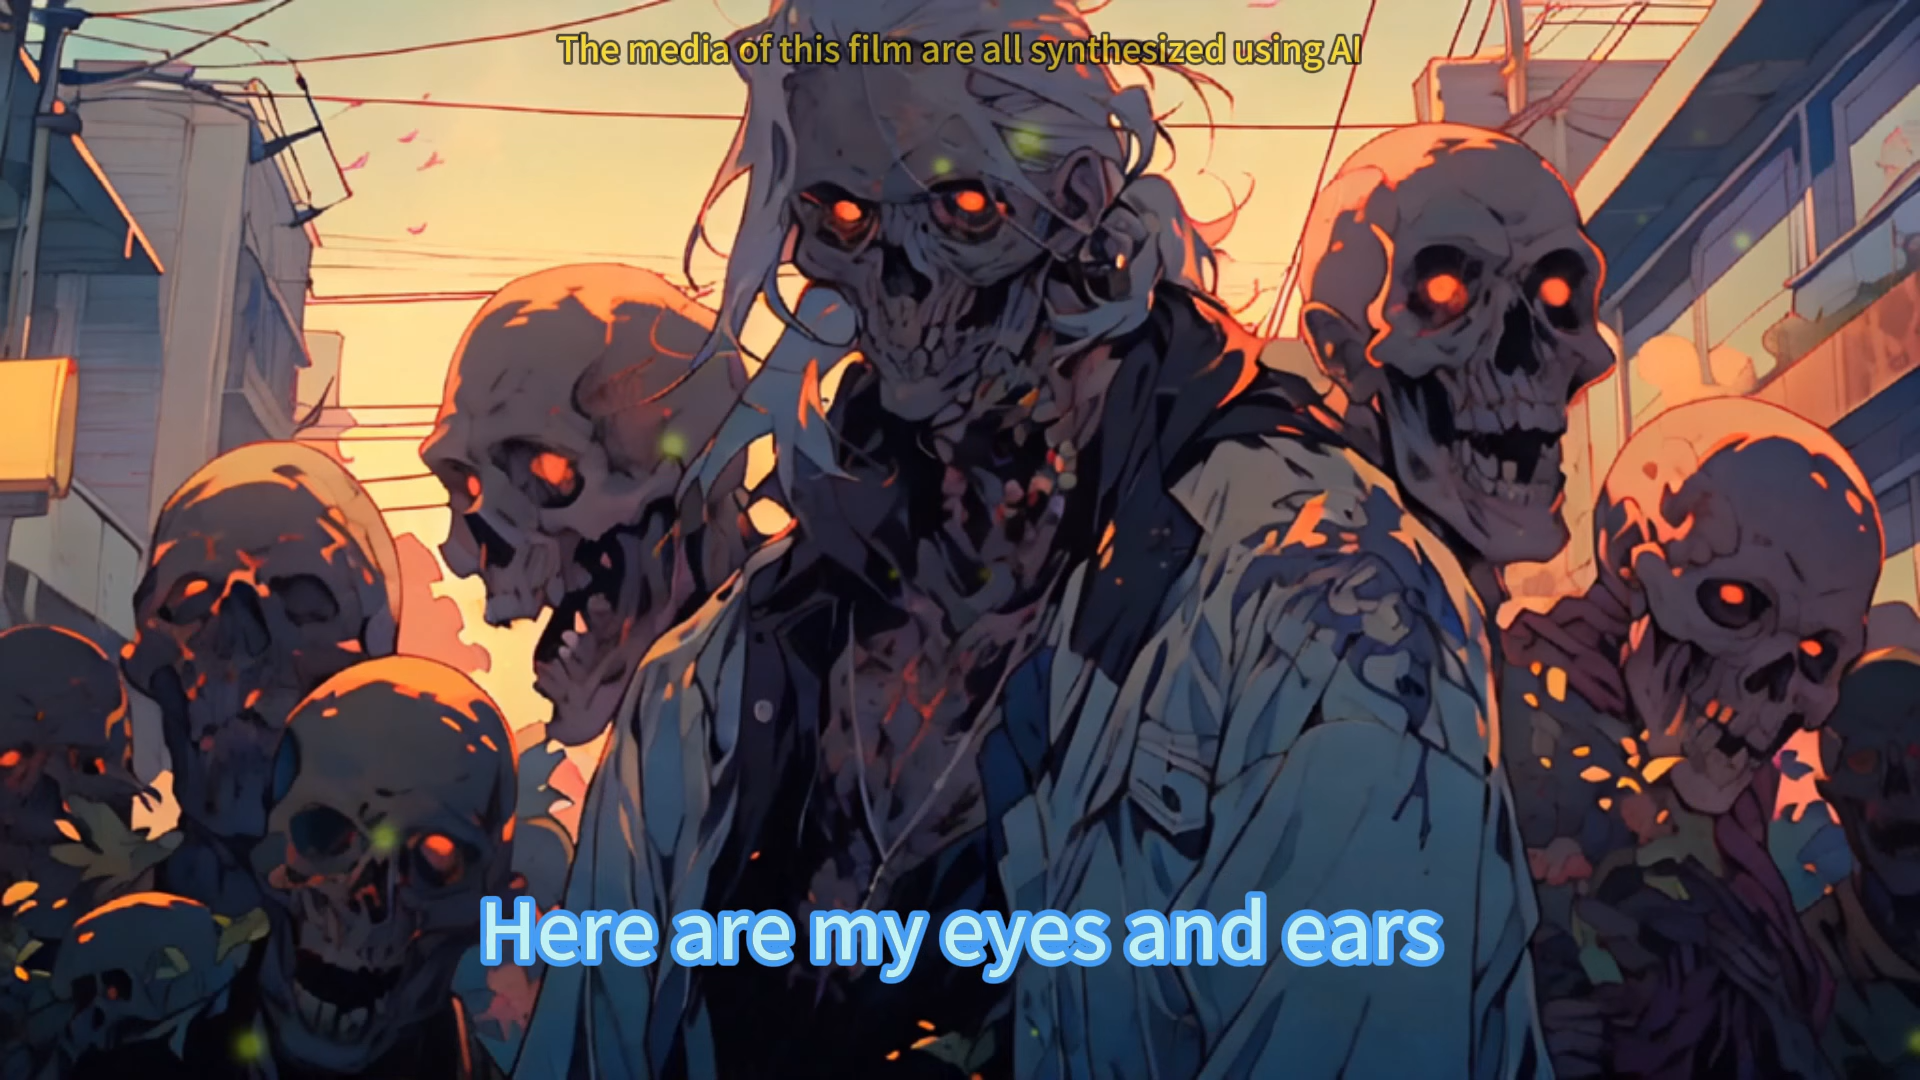 The media of this film are all synthesized using AI
Here are my eyes and ears